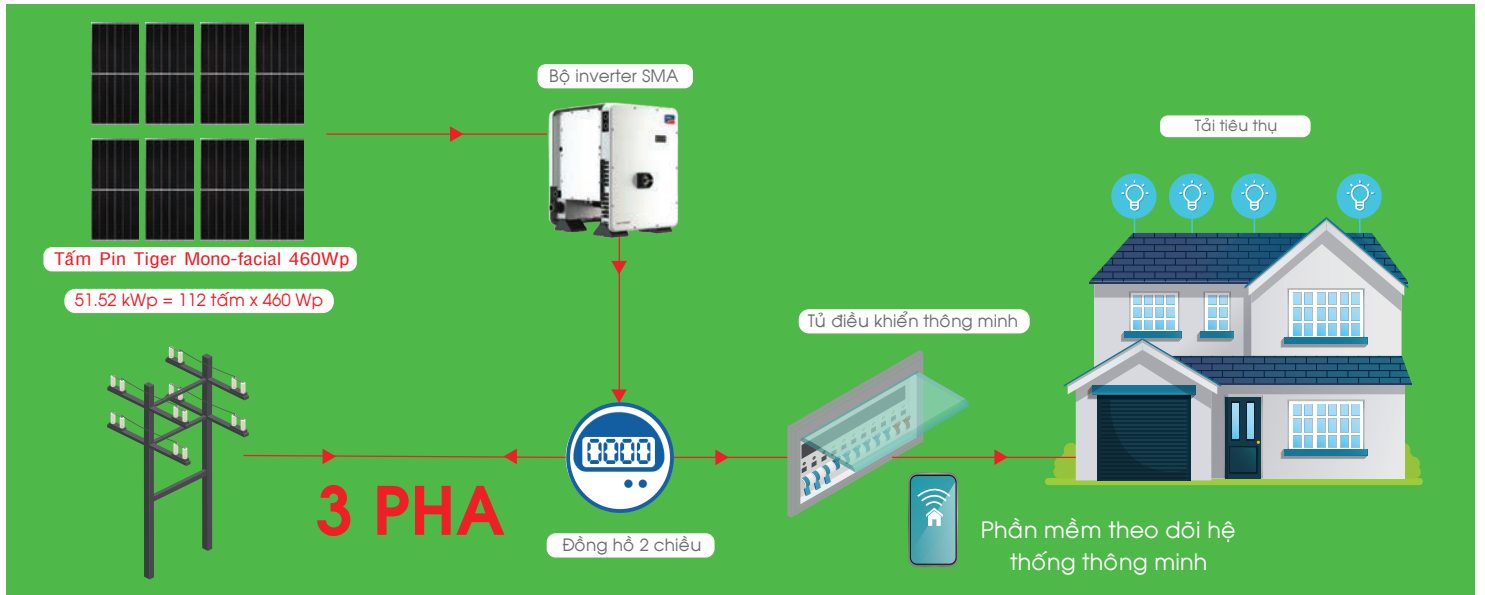 Bộ inverter SMA
Tải tiêu thụ
Tấm Pin Tiger Mono-facial 460Wp
51.52 kWp = 112 tấm x 460 Wp
Tủ điều khiển thông minh
0000
3 PHA
Đồng hồ 2 chiều
Phần mềm theo dõi hệ
thống thông minh